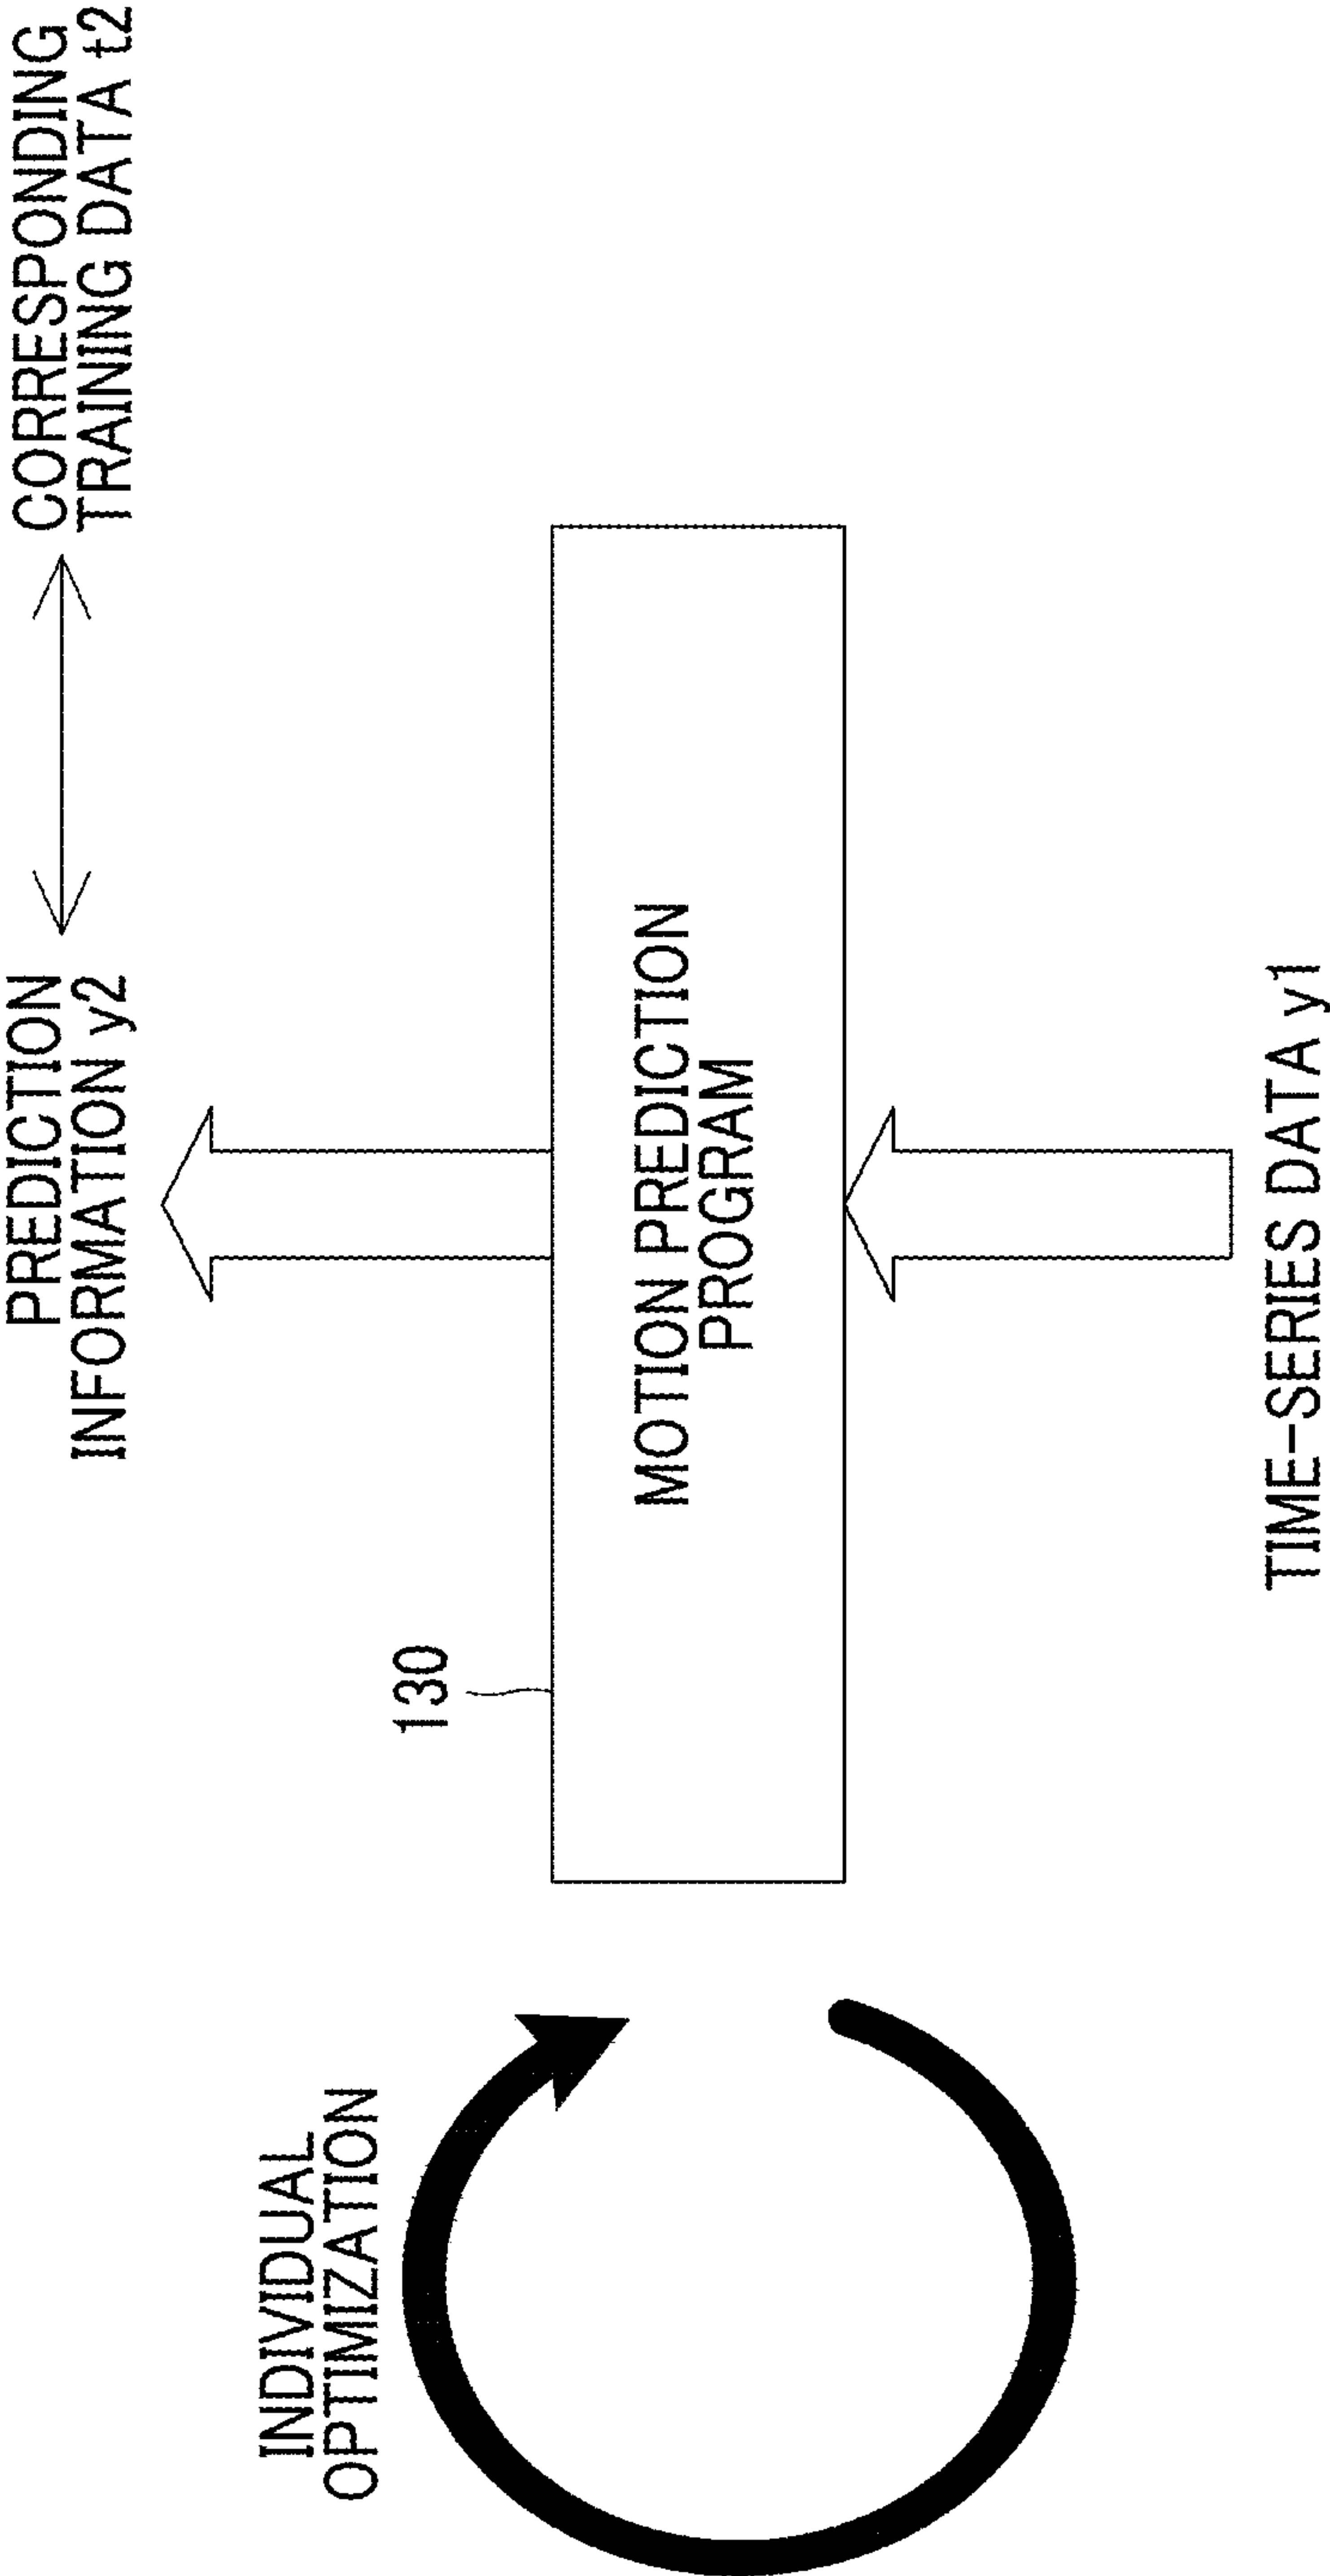 PREDICTION
INFORMATION y2
CORRESPONDING
TRAINING DATA t2
INDIVIDUAL
OPTIMIZATION
130
MOTION PREDICTION
PROGRAM
TIME-SERIES DATA y1